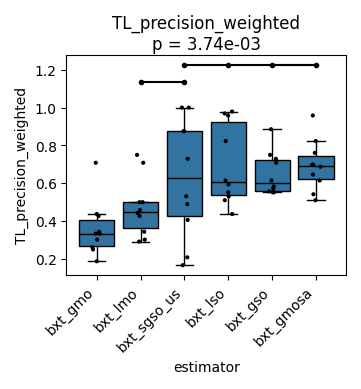 TL_precision_weighted
p = 3.74e-03
TL_precision_weighted
1.2
1.0
0.8
0.6
0.4
0.2
bxt_gmo
bxt_lmo
bxt_sgso_us
bxt_lso
bxt_gso
bxt_gmosa
estimator